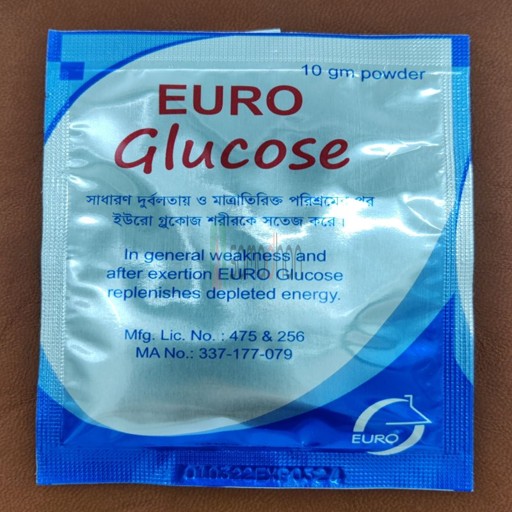 10 gm powder
EURO
Glucose
সাধারণ দুর্বলতায় ও মাত্রাতিরিক্ত পরিশ্রমের পর
ইউরো গ্লুকোজ শরীরকে সতেজ করে।
In general weakness and
after exertion EURO Glucose
replenishes depleted energy.
Mfg. Lic. No. : 475 & 256
MA No.: 337-177-079
EURO